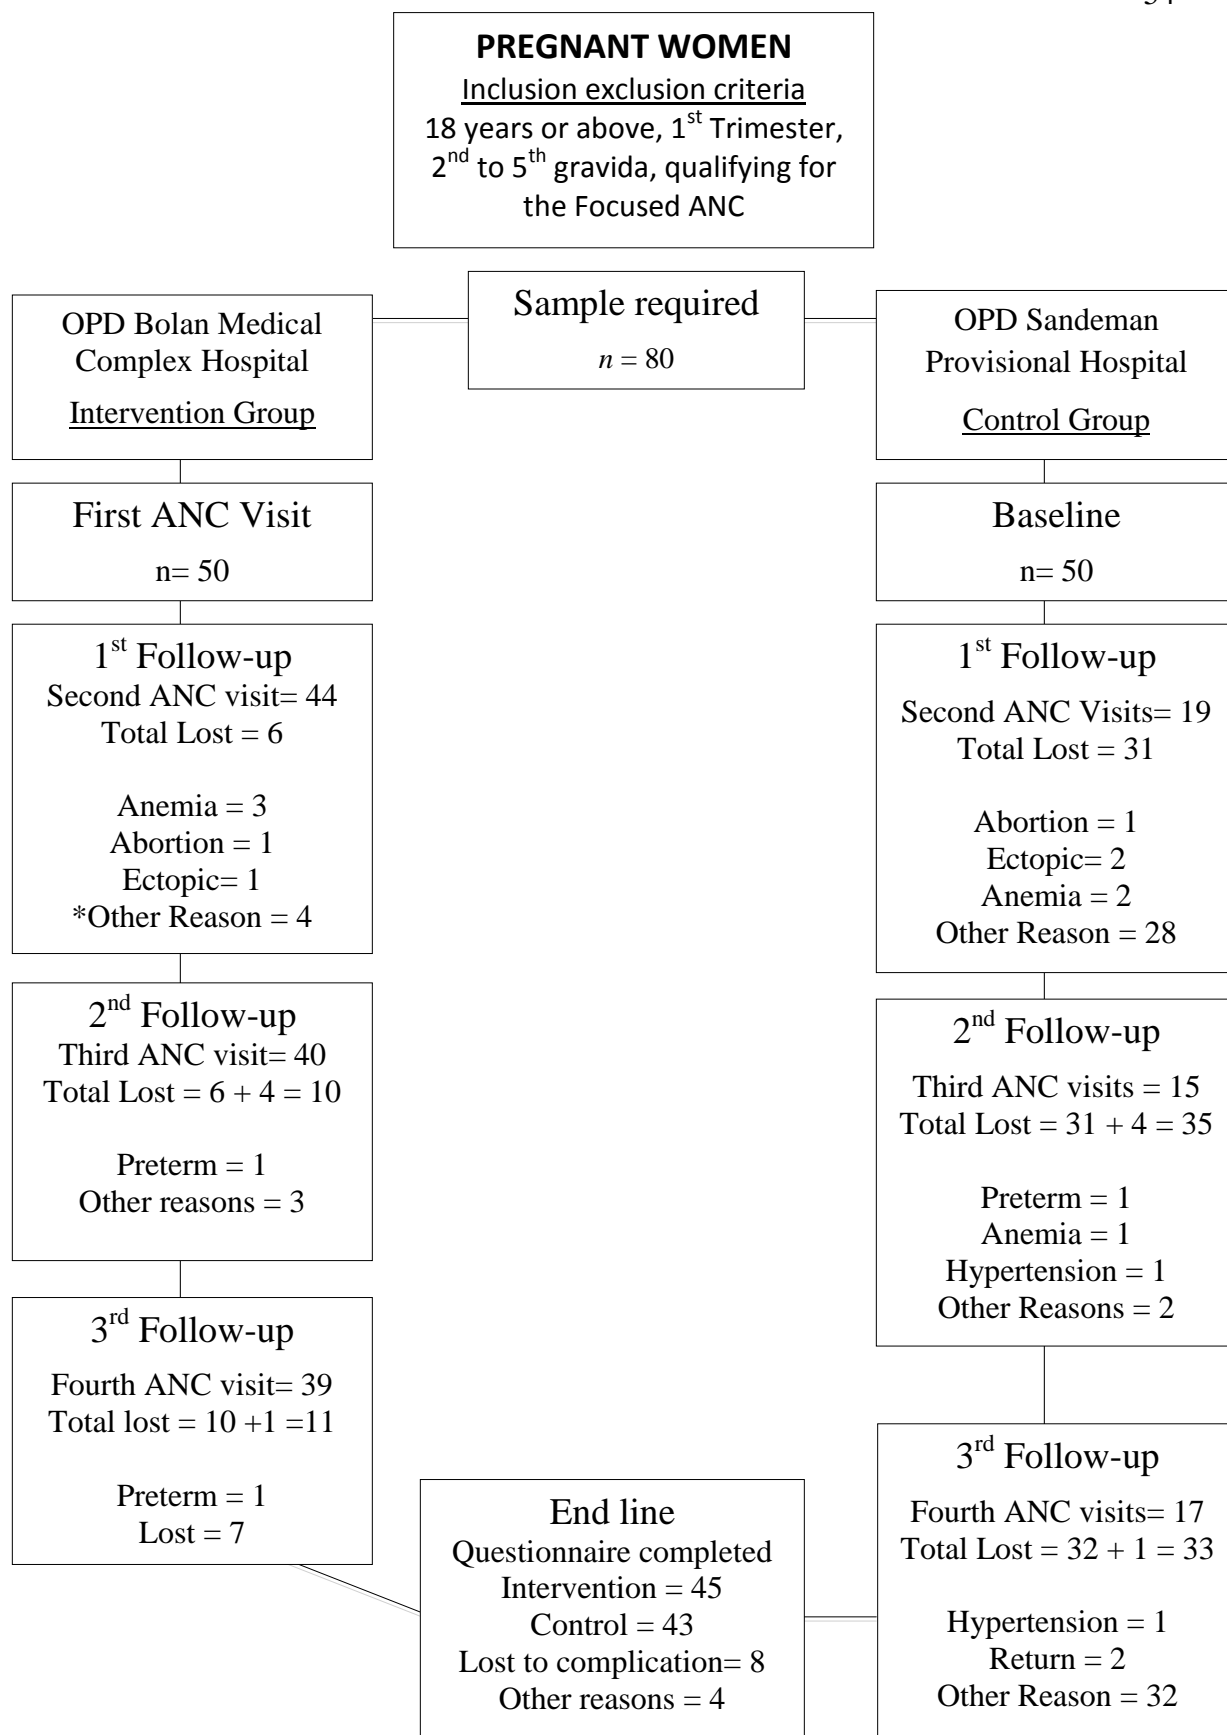 PREGNANT WOMEN
Inclusion exclusion criteria
18 years or above, 1st Trimester,
2nd to 5th gravida, qualifying for
the Focused ANC
Sample required
n = 80
OPD Bolan Medical
Complex Hospital
Intervention Group
OPD Sandeman
Provisional Hospital
Control Group
First ANC Visit
n= 50
Baseline
n= 50
1st Follow-up
Second ANC visit= 44
Total Lost = 6
Anemia = 3
Abortion = 1
Ectopic= 1
*Other Reason = 4
1st Follow-up
Second ANC Visits= 19
Total Lost = 31
Abortion = 1
Ectopic= 2
Anemia = 2
Other Reason = 28
2nd Follow-up
Third ANC visit= 40
Total Lost = 6 + 4 = 10
Preterm = 1
Other reasons = 3
2nd Follow-up
Third ANC visits = 15
Total Lost = 31 + 4 = 35
Preterm = 1
Anemia = 1
Hypertension = 1
Other Reasons = 2
3rd Follow-up
Fourth ANC visit= 39
Total lost = 10 +1 =11
Preterm = 1
Lost = 7
3rd Follow-up
Fourth ANC visits= 17
Total Lost = 32 + 1 = 33
Hypertension = 1
Return = 2
Other Reason = 32
End line
Questionnaire completed
Intervention = 45
Control = 43
Lost to complication= 8
Other reasons = 4